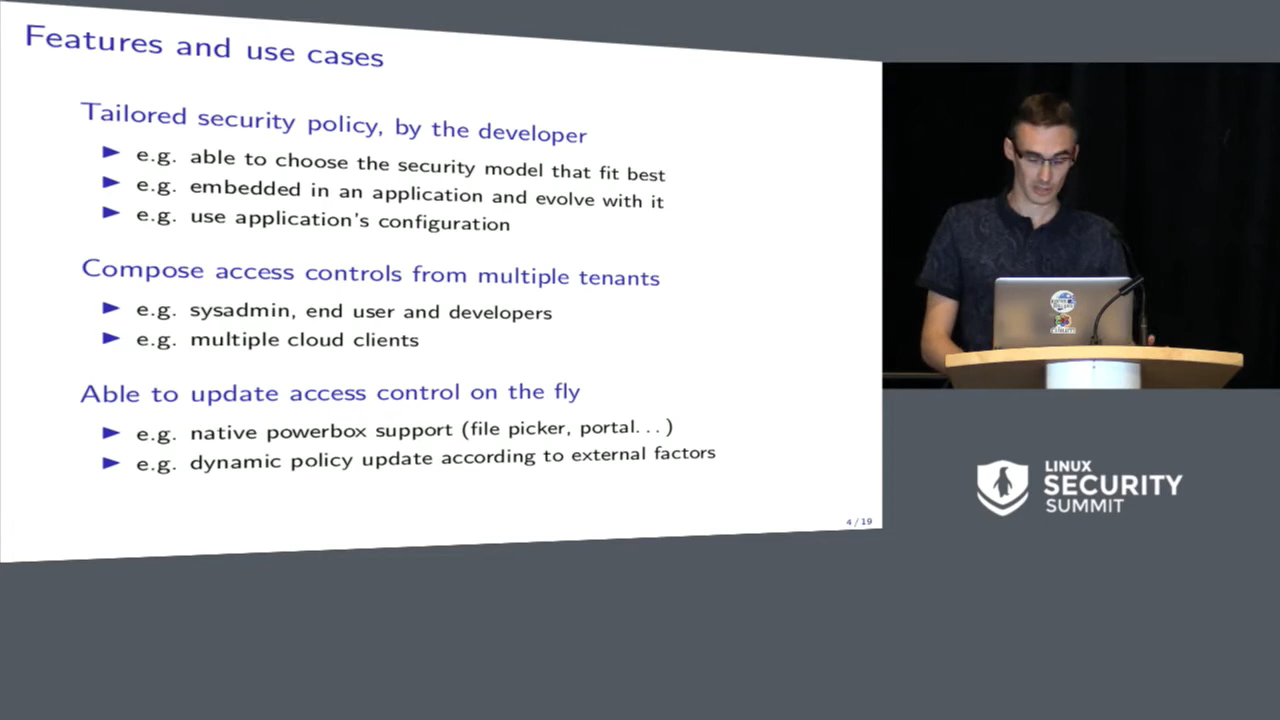 Features and use cases
Tailored security policy, by the developer
e.g. able to choose the security model that fit best
e.g. embedded in an application and evolve with it
e.g. use application's configuration
Compose access controls from multiple tenants
e.g. sysadmin, end user and developers
e.g. multiple cloud clients
Able to update access control on the fly
e.g. native powerbox support (file picker, portal...)
e.g. dynamic policy update according to external factors
4 / 19
LINUX
SECURITY
SUMMIT